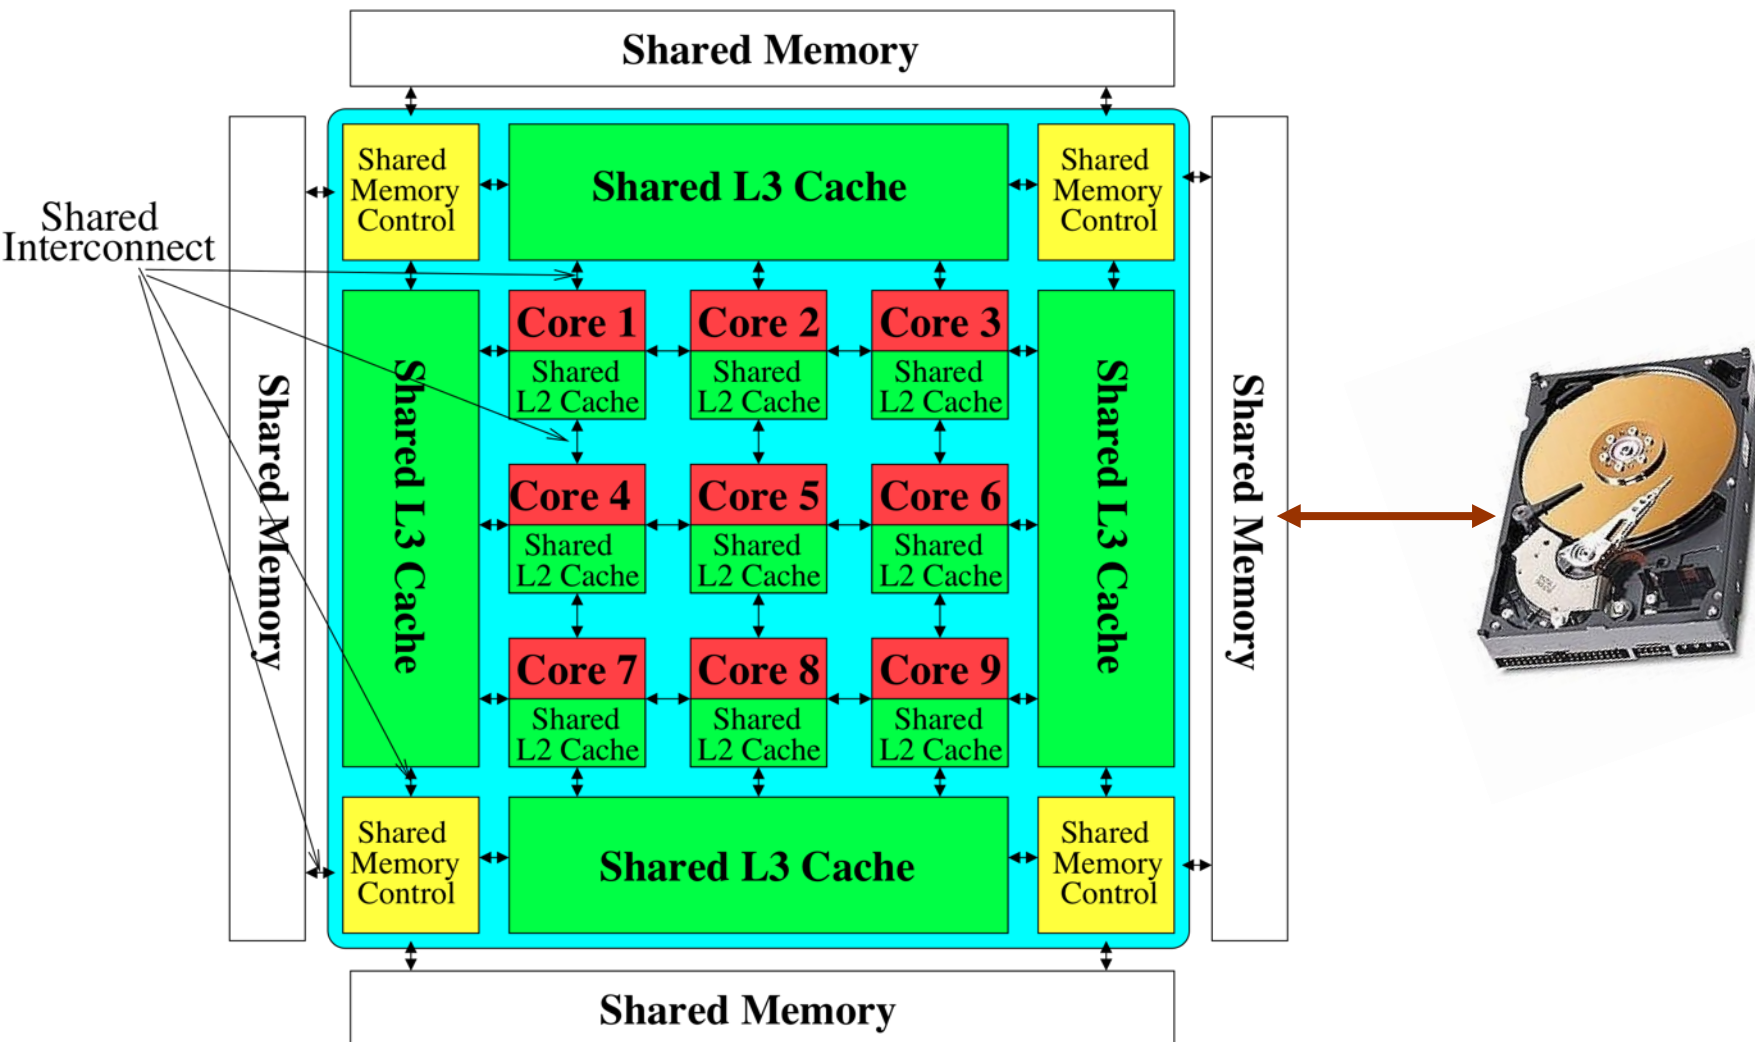 Shared Memory
Shared
Memory
Control
Shared L3 Cache
Shared
Memory
Control
Shared
Interconnect
Shared Memory
Shared L3 Cache
Core 1
Shared
L2 Cache
Core 2
Shared
L2 Cache
Core 3
Shared
L2 Cache
Core 4
Shared
L2 Cache
Core 5
Shared
L2 Cache
Core 6
Shared
L2 Cache
Core 7
Shared
L2 Cache
Core 8
Shared
L2 Cache
Core 9
Shared
L2 Cache
Shared L3 Cache
Shared Memory
Shared
Memory
Control
Shared L3 Cache
Shared
Memory
Control
Shared Memory